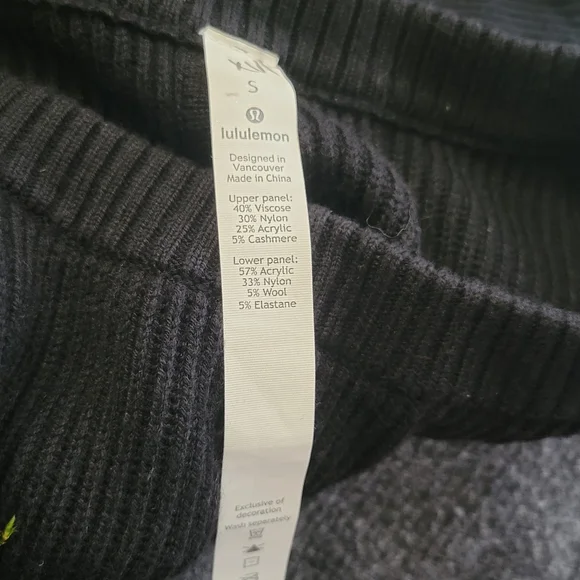 S
lululemon
Designed in
Vancouver
Made in China
Upper panel:
40% Viscose
30% Nylon
25% Acrylic
5% Cashmere
Lower panel:
57% Acrylic
33% Nylon
5% Wool
5% Elastane
Exclusive of
decoration
Wash seperately